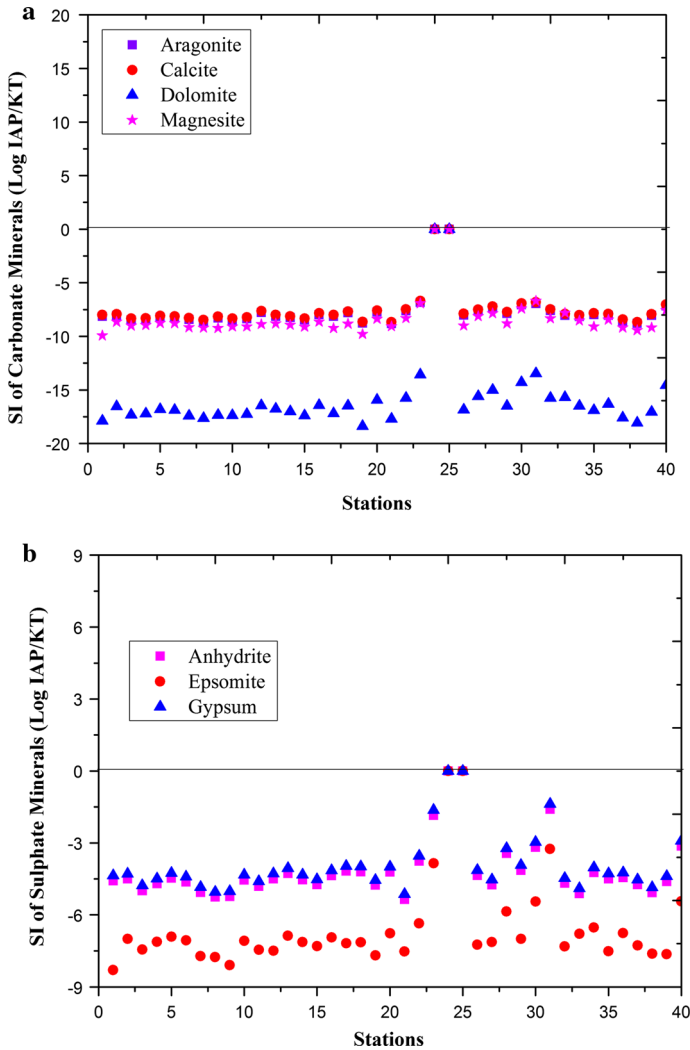 a
SI of Carbonate Minerals (Log IAP/KT)
20
15
10
5
0
-5
-10
-15
-20
Aragonite
Calcite
Dolomite
Magnesite
0 5 10 15 20 25 30 35 40
Stations
b
SI of Sulphate Minerals (Log IAP/KT)
9
6
3
0
-3
-6
-9
Anhydrite
Epsomite
Gypsum
0 5 10 15 20 25 30 35 40
Stations